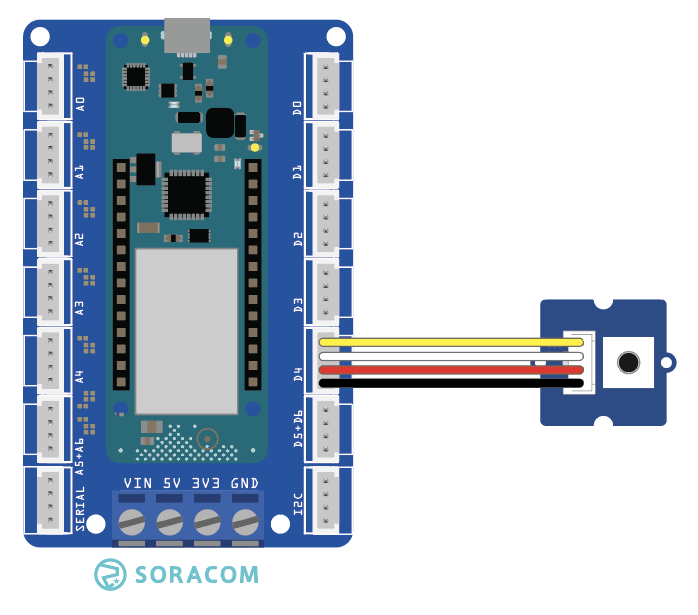 A0
A1
A2
A3
A4
A5+A6
SERIAL
D0
D1
D2
D3
D4
D5+D6
I2C
VIN 5V 3V3 GND
SORACOM